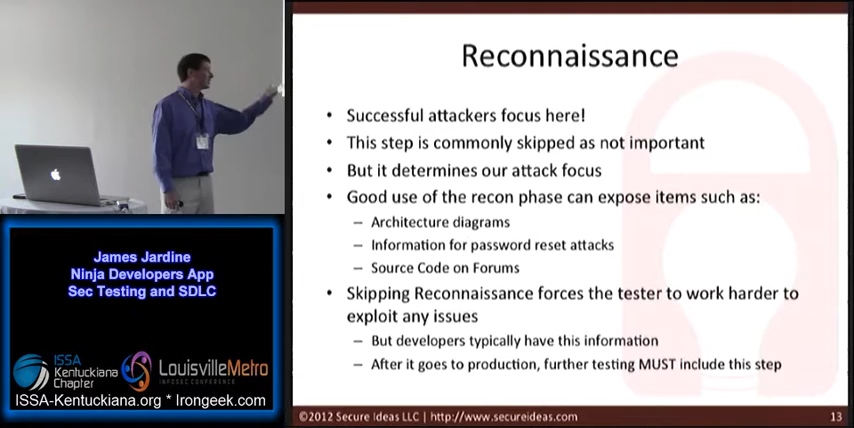 Reconnaissance
• Successful attackers focus here!
• This step is commonly skipped as not important
• But it determines our attack focus
• Good use of the recon phase can expose items such as:
– Architecture diagrams
– Information for password reset attacks
– Source Code on Forums
• Skipping Reconnaissance forces the tester to work harder to
exploit any issues
– But developers typically have this information
– After it goes to production, further testing MUST include this step
©2012 Secure Ideas LLC | http://www.secureideas.com
13
James Jardine
Ninja Developers App
Sec Testing and SDLC
ISSA
Kentuckiana
Chapter
LouisvilleMetro
INFOSEC CONFERENCE
ISSA-Kentuckiana.org * Irongeek.com